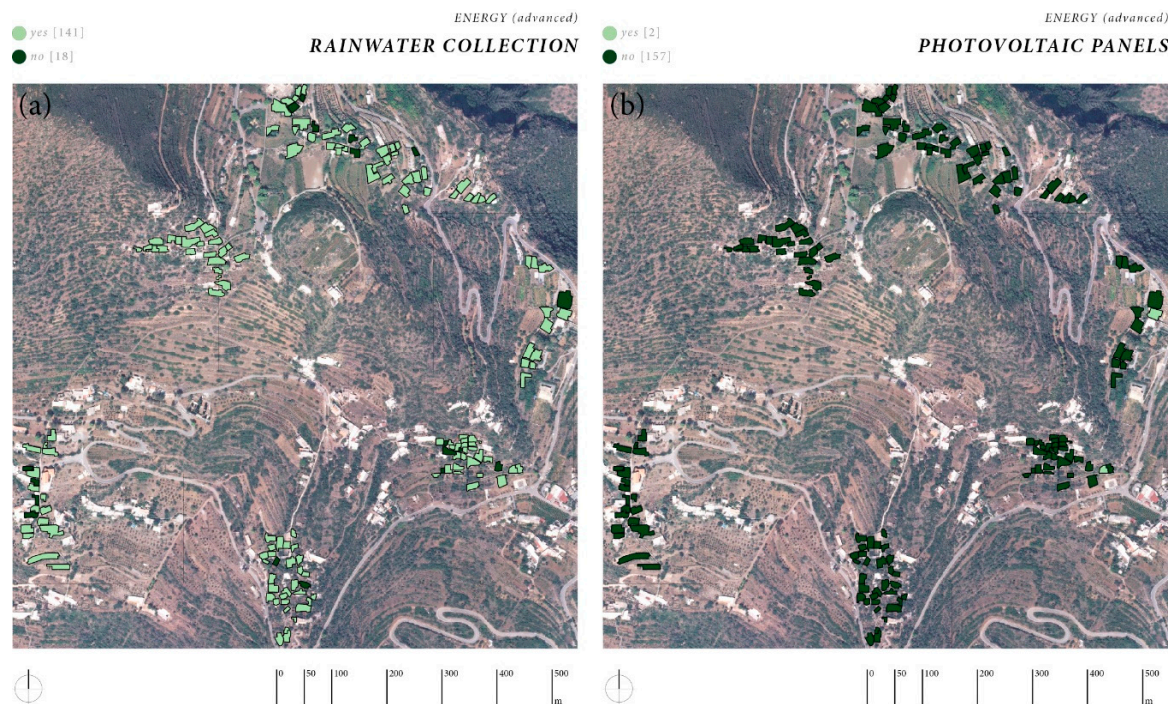 ENERGY (advanced)
yes [141]
RAINWATER COLLECTION
no [18]
(a)
0 50 100 200 300 400 500
m
ENERGY (advanced)
yes [2]
PHOTOVOLTAIC PANELS
no [157]
(b)
0 50 100 200 300 400 500
m